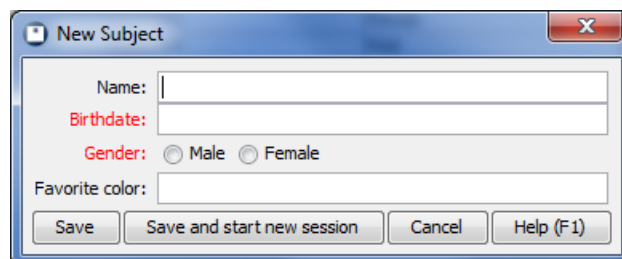 New Subject
Name:
Birthdate:
Gender: Male Female
Favorite color:
Save Save and start new session Cancel Help (F1)